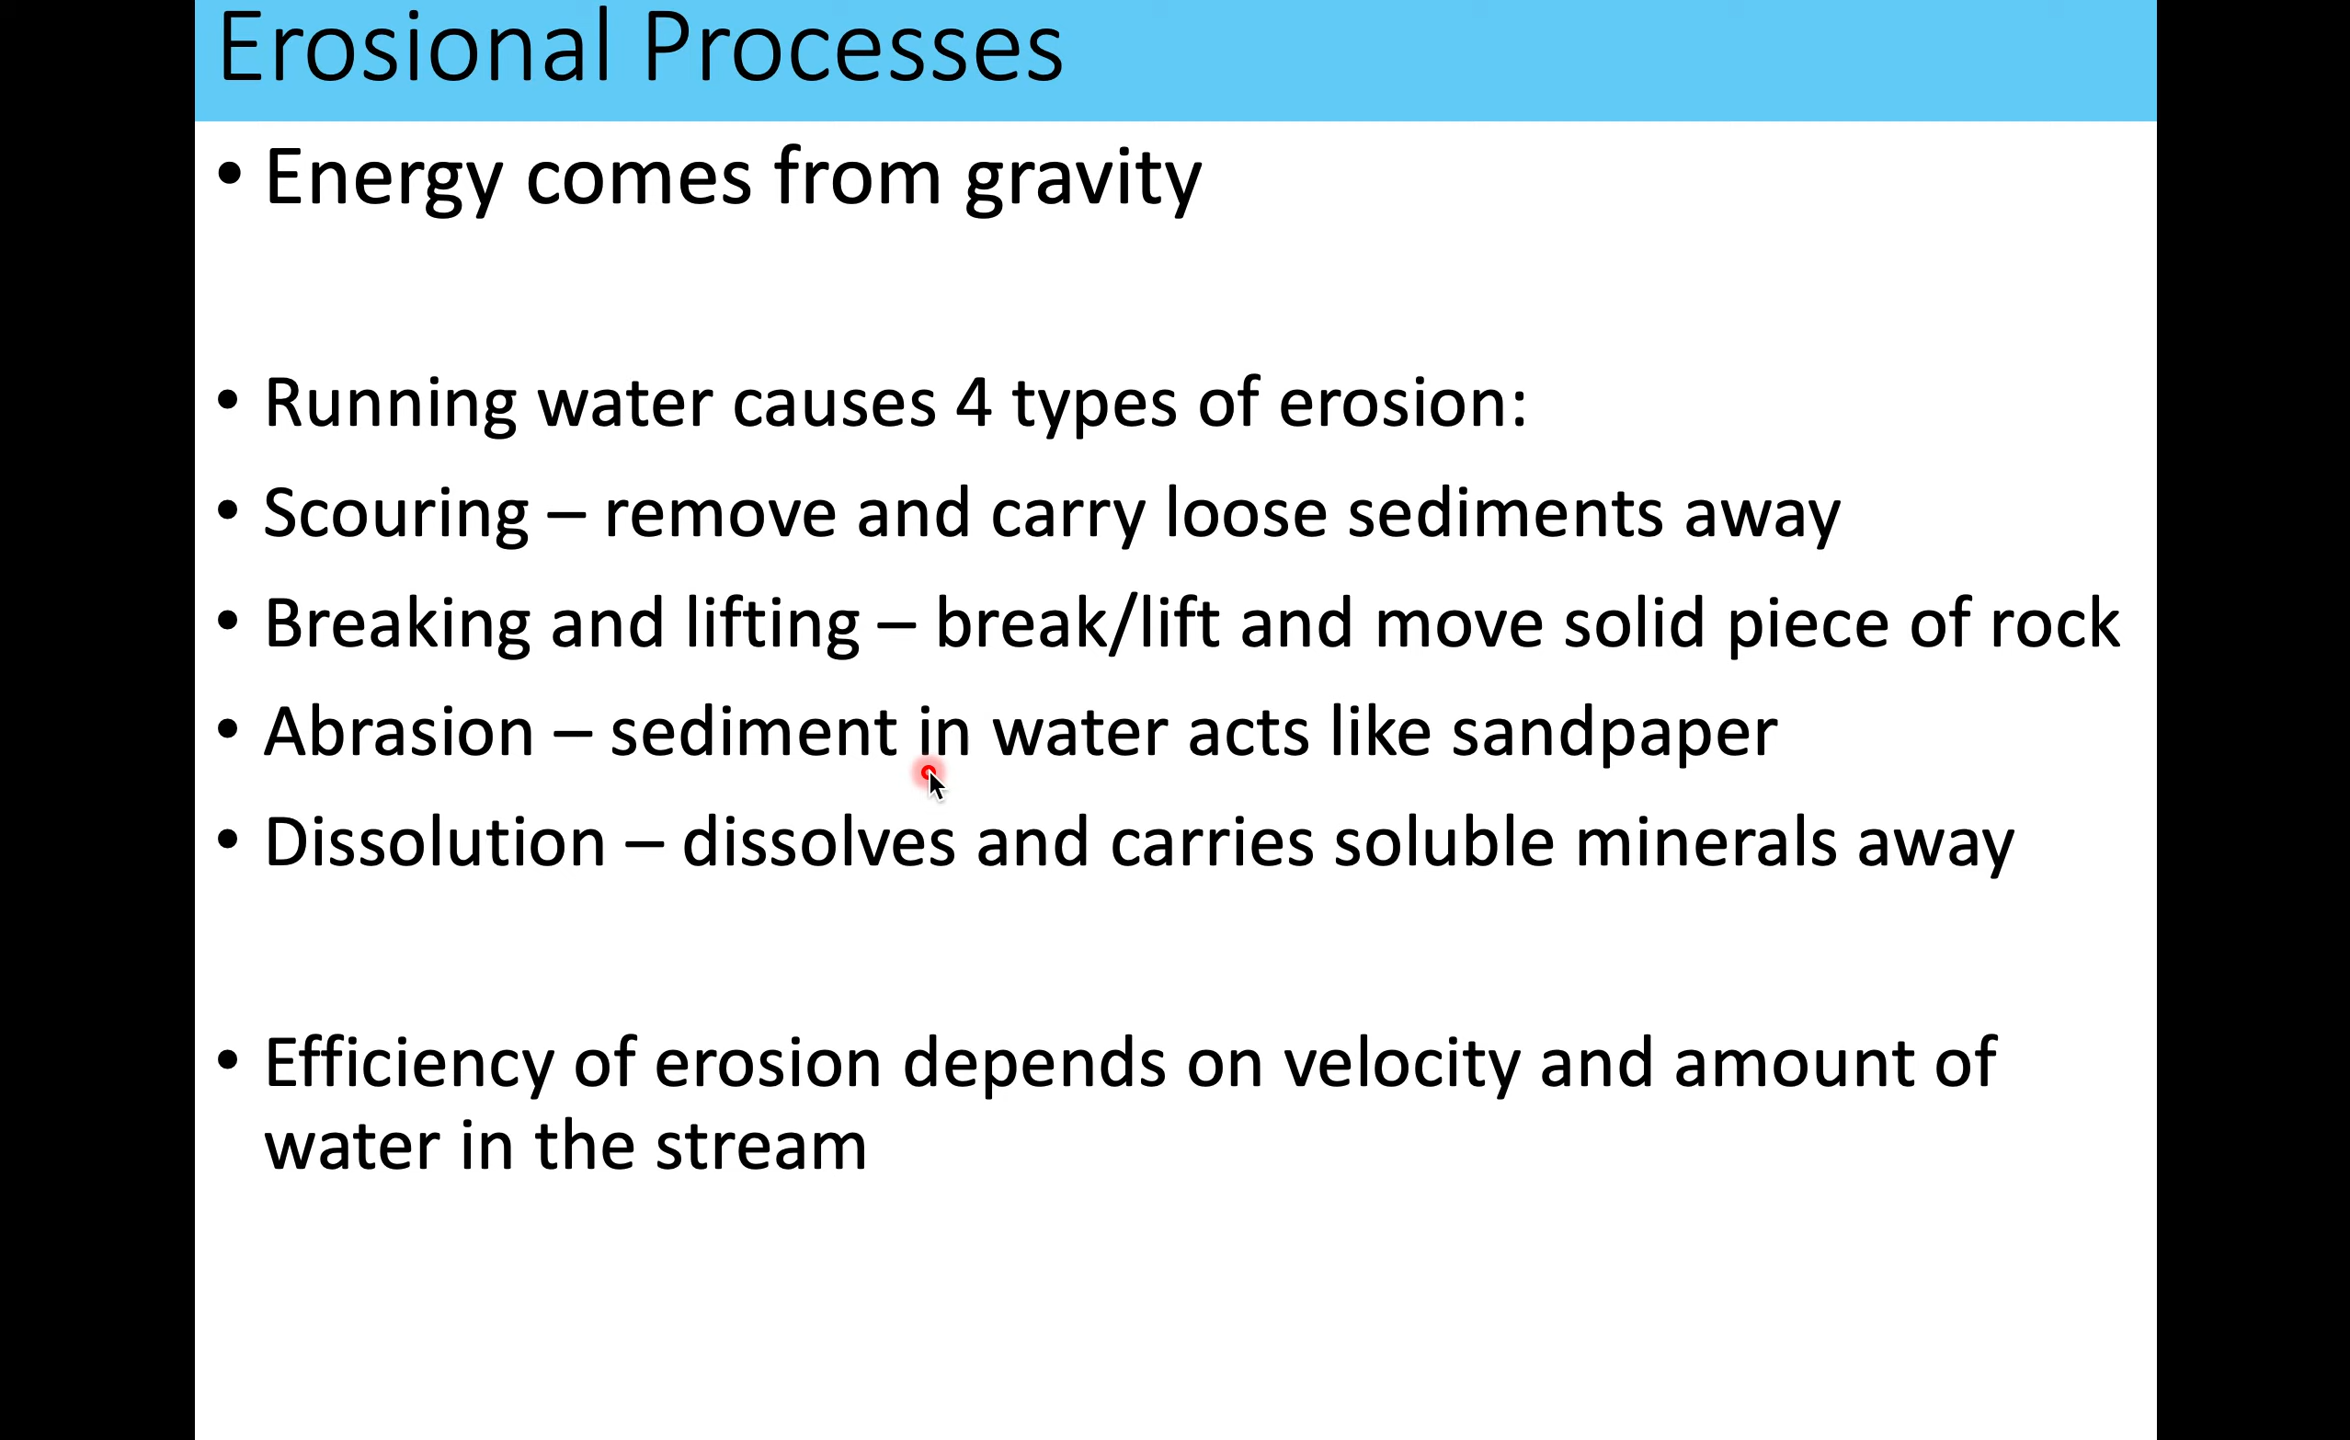 Erosional Processes
• Energy comes from gravity
• Running water causes 4 types of erosion:
• Scouring – remove and carry loose sediments away
• Breaking and lifting – break/lift and move solid piece of rock
• Abrasion – sediment in water acts like sandpaper
• Dissolution – dissolves and carries soluble minerals away
• Efficiency of erosion depends on velocity and amount of
water in the stream